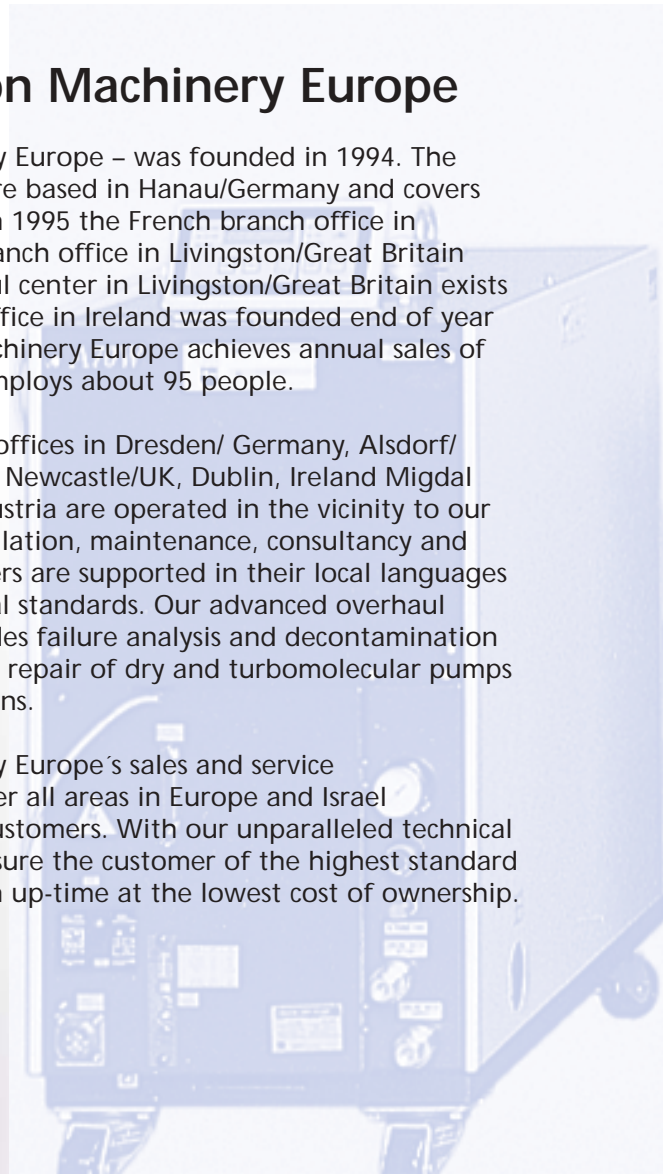 on Machinery Europe
y Europe – was founded in 1994. The
re based in Hanau/Germany and covers
n 1995 the French branch office in
anch office in Livingston/Great Britain
ul center in Livingston/Great Britain exists
ffice in Ireland was founded end of year
chinery Europe achieves annual sales of
mploys about 95 people.
offices in Dresden/ Germany, Alsdorf/
Newcastle/UK, Dublin, Ireland Migdal
ustria are operated in the vicinity to our
llation, maintenance, consultancy and
ers are supported in their local languages
al standards. Our advanced overhaul
des failure analysis and decontamination
repair of dry and turbomolecular pumps
ns.
y Europe´s sales and service
er all areas in Europe and Israel
ustomers. With our unparalleled technical
sure the customer of the highest standard
n up-time at the lowest cost of ownership.